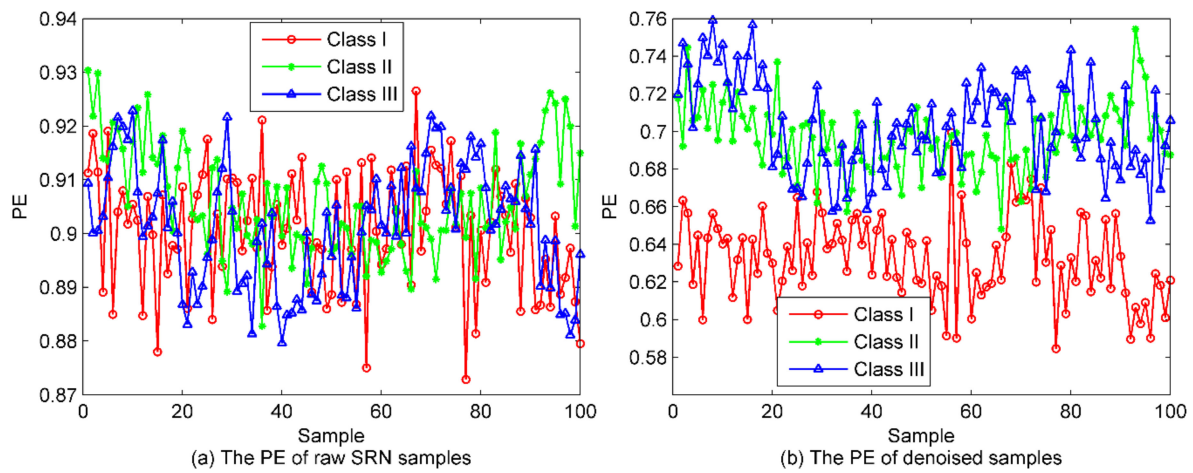 0.94
0.93
0.92
0.91
0.9
0.89
0.88
0.87
PE
0 20 40 60 80 100
Sample
Class I
Class II
Class III
(a) The PE of raw SRN samples
0.76
0.74
0.72
0.7
0.68
0.66
0.64
0.62
0.6
0.58
PE
0 20 40 60 80 100
Sample
Class I
Class II
Class III
(b) The PE of denoised samples